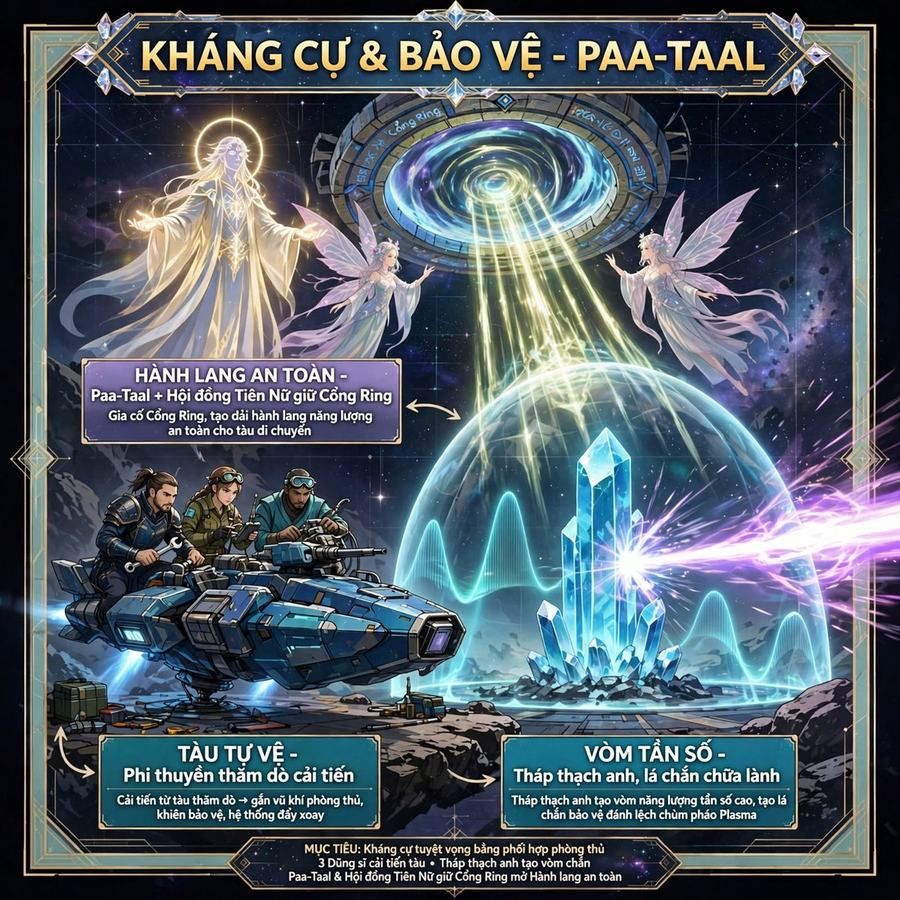 KHÁNG CỰ & BẢO VỆ - PAA-TAAL
Cổng Ring
HÀNH LANG AN TOÀN -
Paa-Taal + Hội đồng Tiên Nữ giữ Cổng Ring
Gia cố Cổng Ring, tạo dải hành lang năng lượng
an toàn cho tàu di chuyển
TÀU TỰ VỆ -
Phi thuyền thăm dò cải tiến
Cải tiến từ tàu thăm dò → gắn vũ khí phòng thủ,
khiên bảo vệ, hệ thống đẩy xoay
VÒM TẦN SỐ -
Tháp thạch anh, lá chắn chữa lành
Tháp thạch anh tạo vòm năng lượng tần số cao, tạo lá
chắn bảo vệ đánh lệch chùm pháo Plasma
MỤC TIÊU: Kháng cự tuyệt vọng bằng phối hợp phòng thủ
3 Dũng sĩ cải tiến tàu • Tháp thạch anh tạo vòm chắn
Paa-Taal & Hội đồng Tiên Nữ giữ Cổng Ring mở Hành lang an toàn